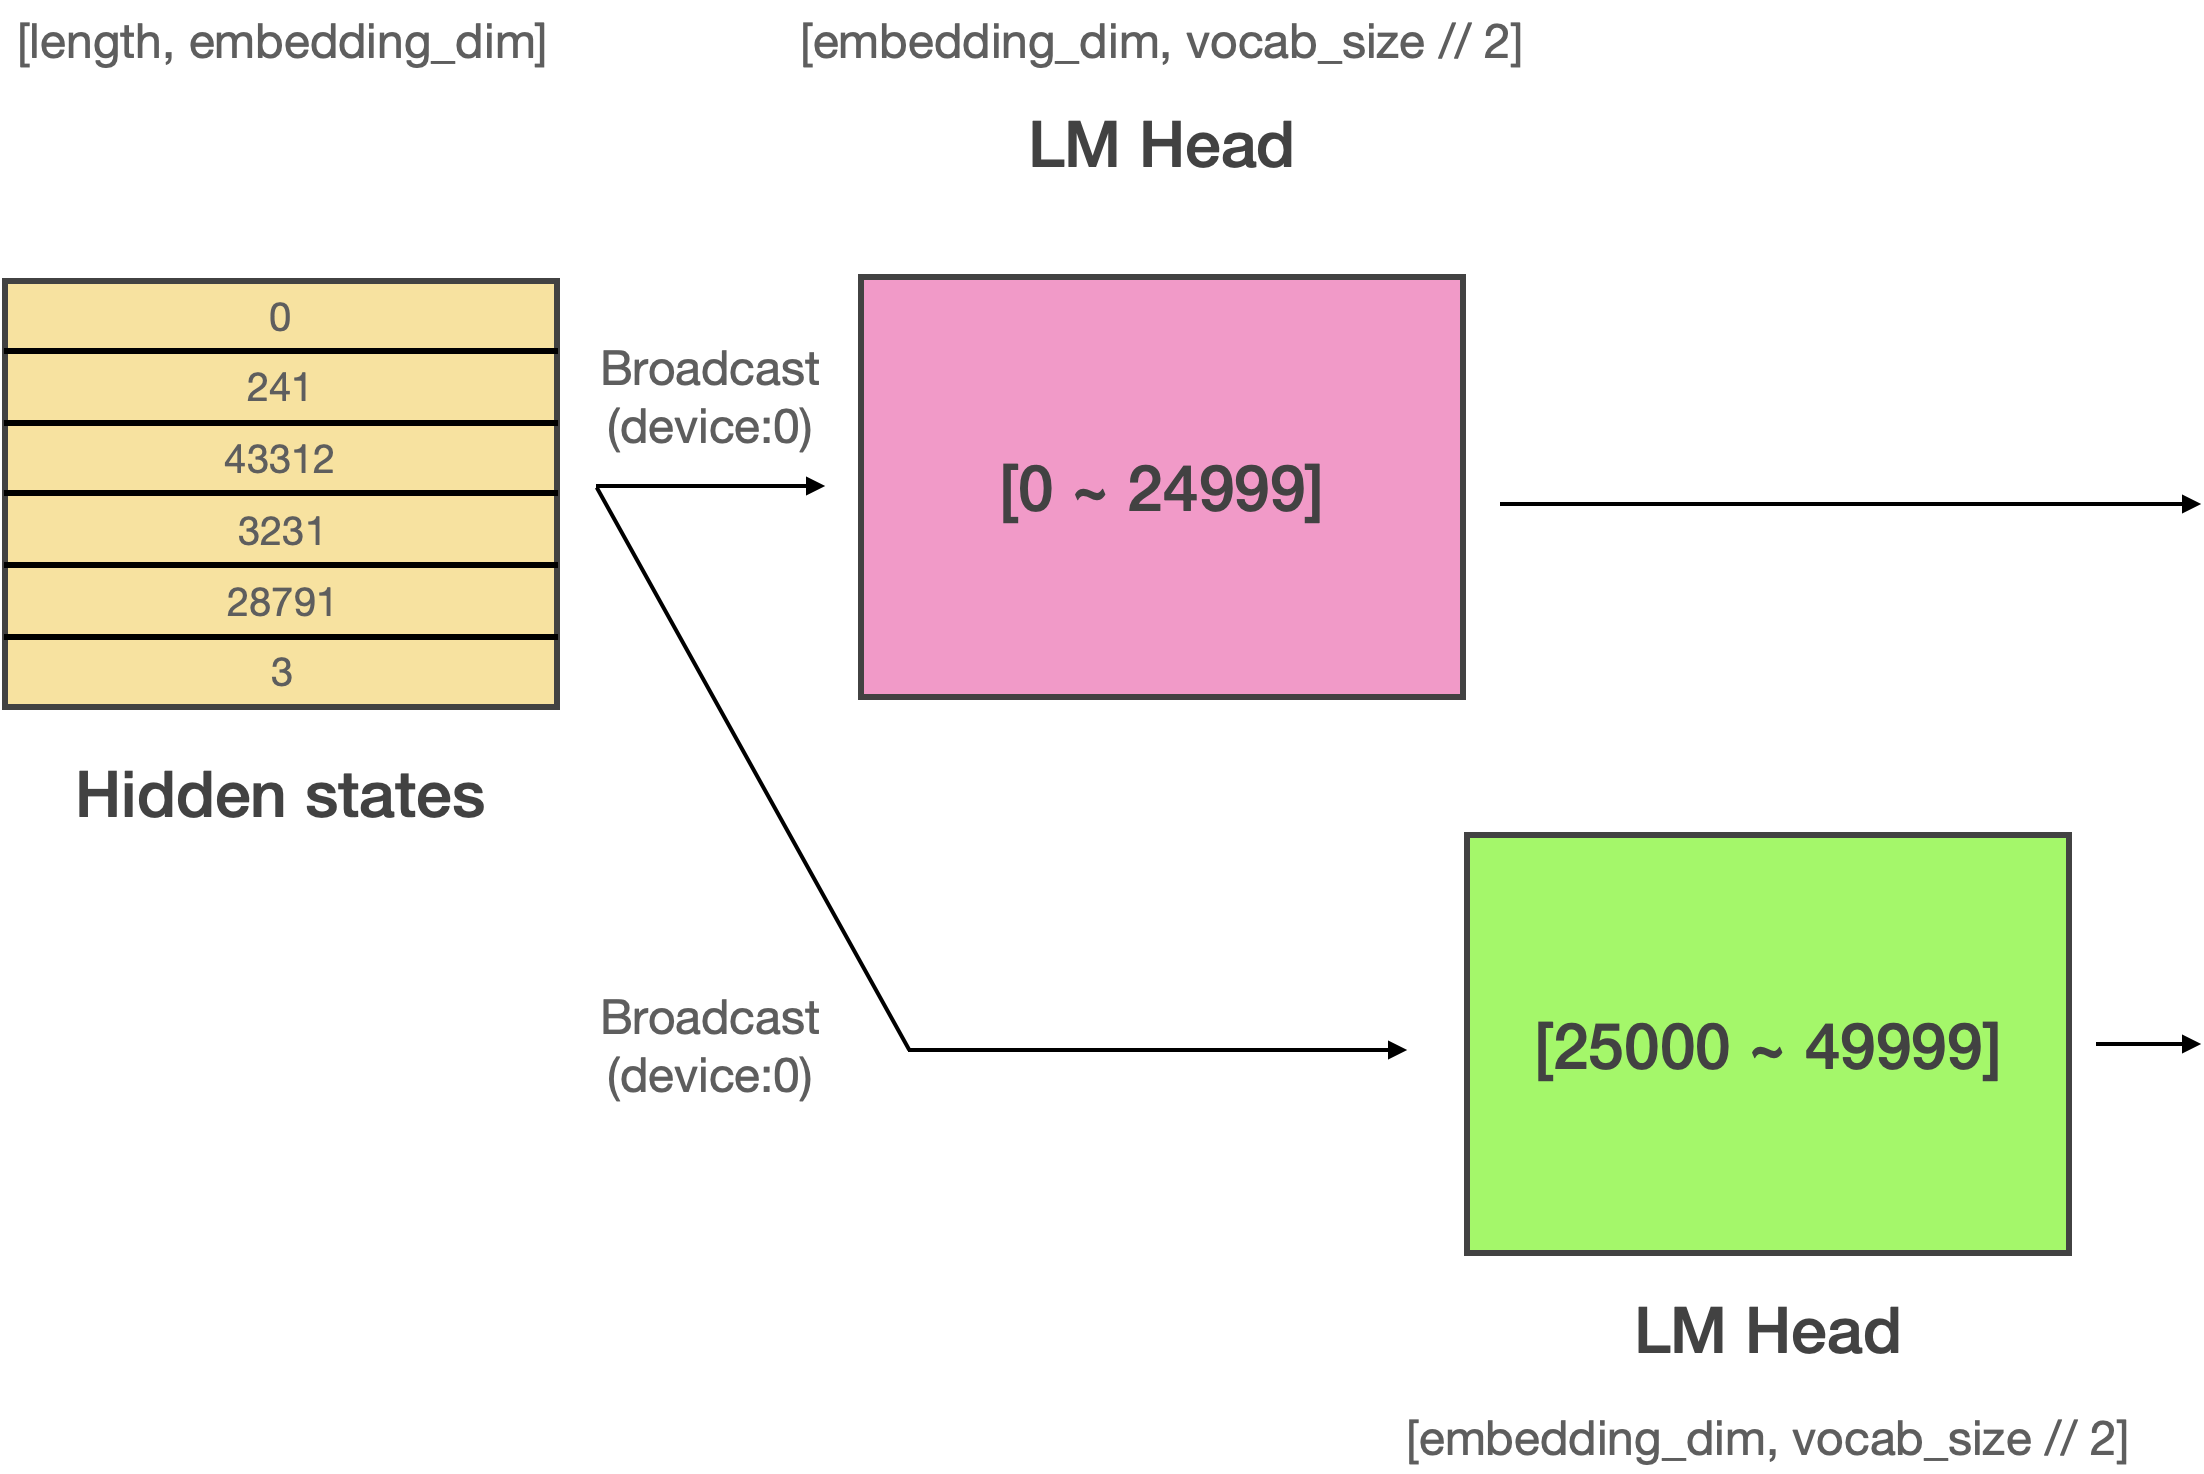 [length, embedding_dim]
[embedding_dim, vocab_size // 2]
LM Head
0
241
43312
3231
28791
3
Hidden states
Broadcast
(device:0)
[0 ~ 24999]
Broadcast
(device:0)
[25000 ~ 49999]
LM Head
[embedding_dim, vocab_size // 2]